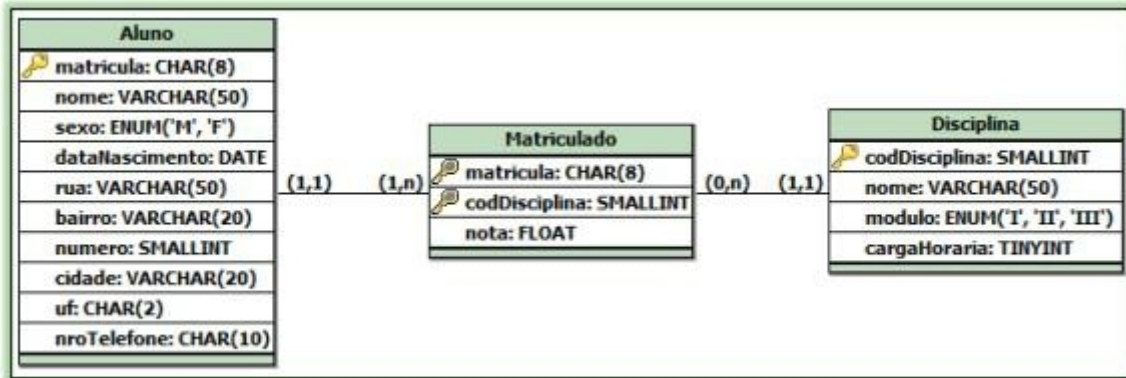 Aluno
matricula: CHAR(8)
nome: VARCHAR(50)
sexo: ENUM('M', 'F')
dataNascimento: DATE
rua: VARCHAR(50)
bairro: VARCHAR(20)
numero: SMALLINT
cidade: VARCHAR(20)
uf: CHAR(2)
nroTelefone: CHAR(10)
(1,1)
(1,n)
Matriculado
matricula: CHAR(8)
codDisciplina: SMALLINT
nota: FLOAT
(0,n)
(1,1)
Disciplina
codDisciplina: SMALLINT
nome: VARCHAR(50)
modulo: ENUM('I', 'II', 'III')
cargaHoraria: TINYINT